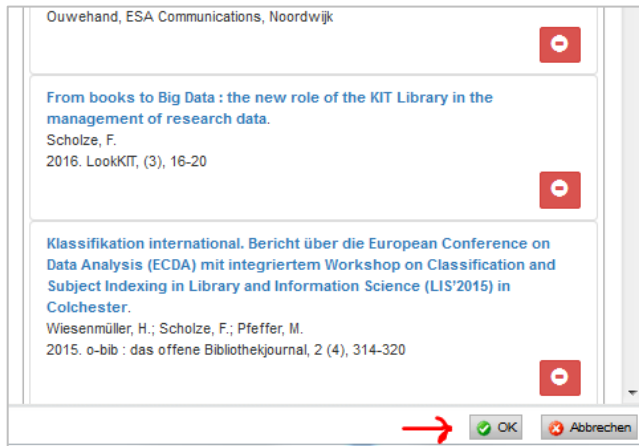 Ouwehand, ESA Communications, Noordwijk
From books to Big Data : the new role of the KIT Library in the
management of research data.
Scholze, F.
2016. LookKIT, (3), 16-20
Klassifikation international. Bericht über die European Conference on
Data Analysis (ECDA) mit integriertem Workshop on Classification and
Subject Indexing in Library and Information Science (LIS'2015) in
Colchester.
Wiesenmüller, H.; Scholze, F.; Pfeffer, M.
2015. o-bib : das offene Bibliothekjournal, 2 (4), 314-320
OK
Abbrechen